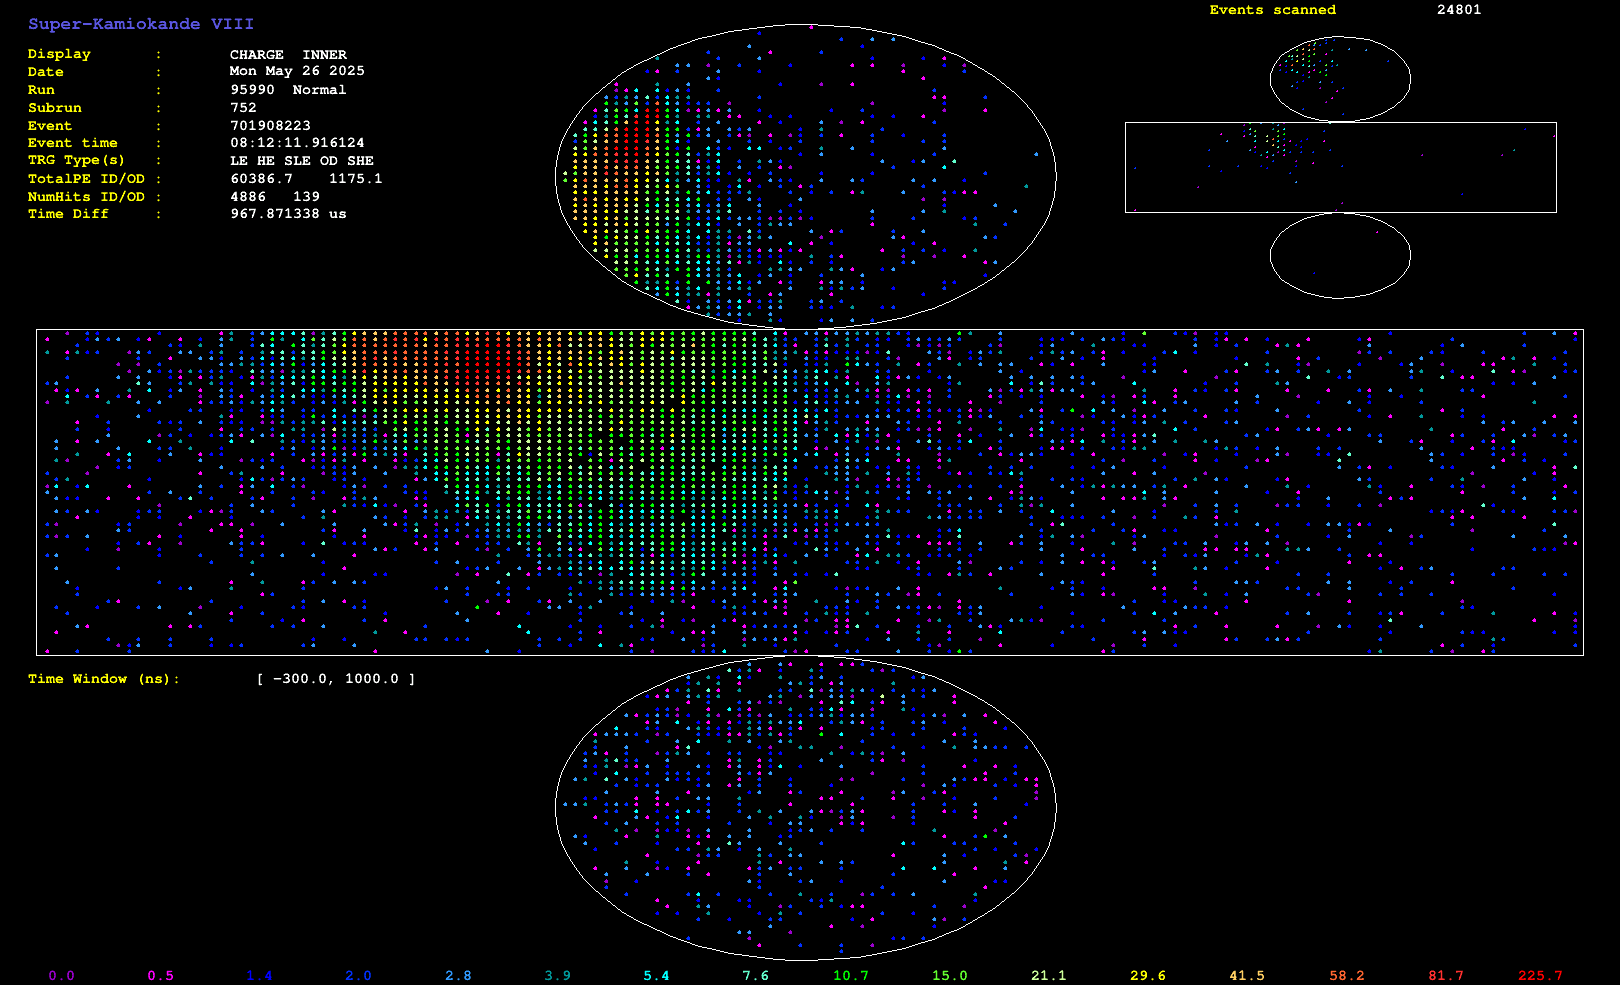 Super-Kamiokande VIII
Events scanned 24801
Display : CHARGE INNER
Date : Mon May 26 2025
Run : 95990 Normal
Subrun : 752
Event : 701908223
Event time : 08:12:11.916124
TRG Type(s) : LE HE SLE OD SHE
TotalPE ID/OD : 60386.7 1175.1
NumHits ID/OD : 4886 139
Time Diff : 967.871338 us
Time Window (ns): [ −300.0, 1000.0 ]
0.0 0.5 1.4 2.0 2.8 3.9 5.4 7.6 10.7 15.0 21.1 29.6 41.5 58.2 81.7 225.7